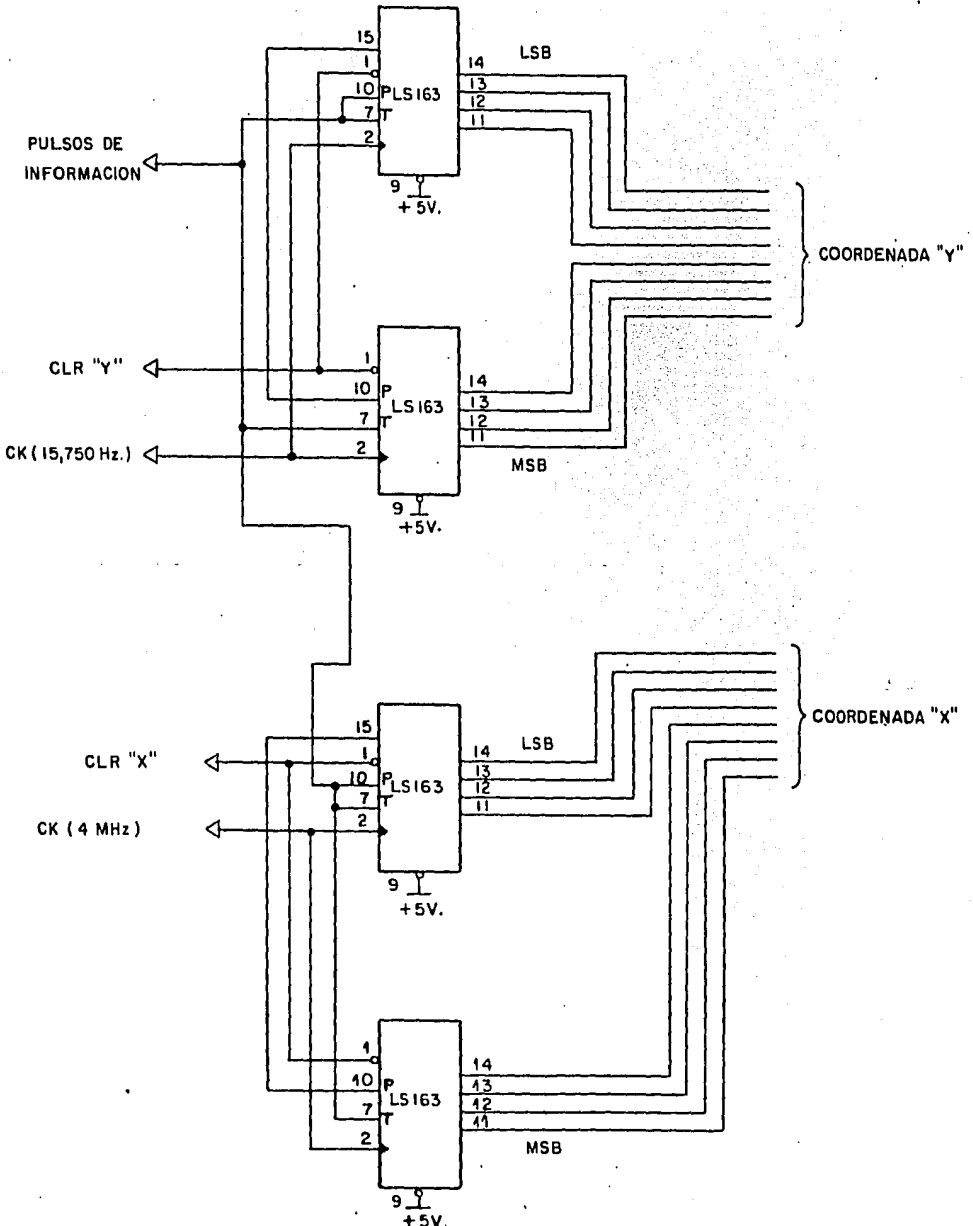 15
1
10 P
7 T
2
LS163
14 LSB
13
12
11
9
+5V.
PULSOS DE
INFORMACION
COORDENADA "Y"
CLR "Y"
CK (15,750 Hz.)
1
10 P
7 T
2
LS163
14
13
12
11
MSB
9
+5V.
CLR "X"
CK ( 4 MHz )
15
1
10 P
7 T
2
LS163
14 LSB
13
12
11
9
+5V.
COORDENADA "X"
1
10 P
7 T
2
LS163
14
13
12
11
MSB
9
+5V.